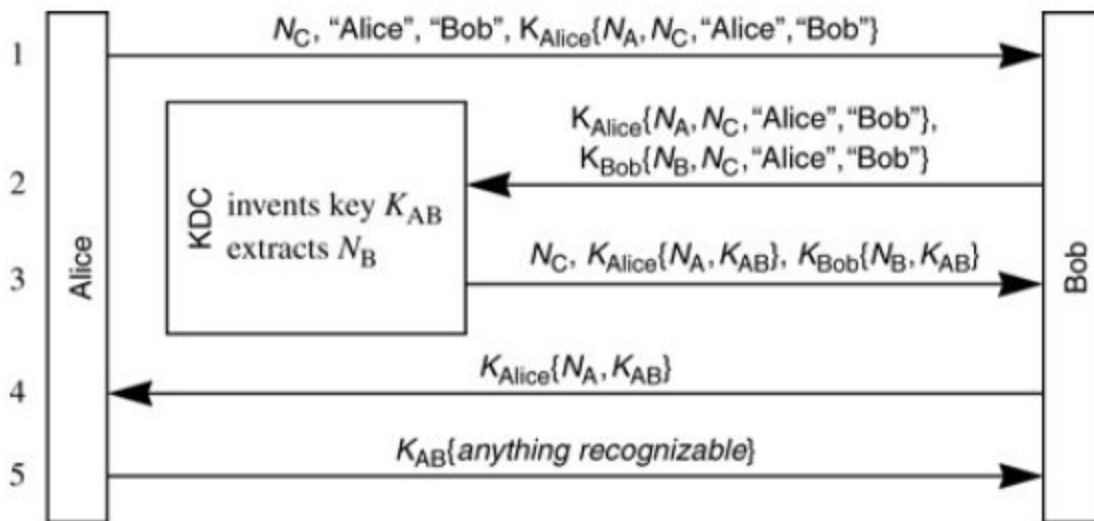 1
N_C, “Alice”, “Bob”, K_Alice{N_A, N_C, “Alice”, “Bob”}
K_Alice{N_A, N_C, “Alice”, “Bob”},
K_Bob{N_B, N_C, “Alice”, “Bob”}
2
KDC
invents key K_AB
extracts N_B
3
N_C, K_Alice{N_A, K_AB}, K_Bob{N_B, K_AB}
Alice
Bob
4
K_Alice{N_A, K_AB}
5
K_AB{anything recognizable}